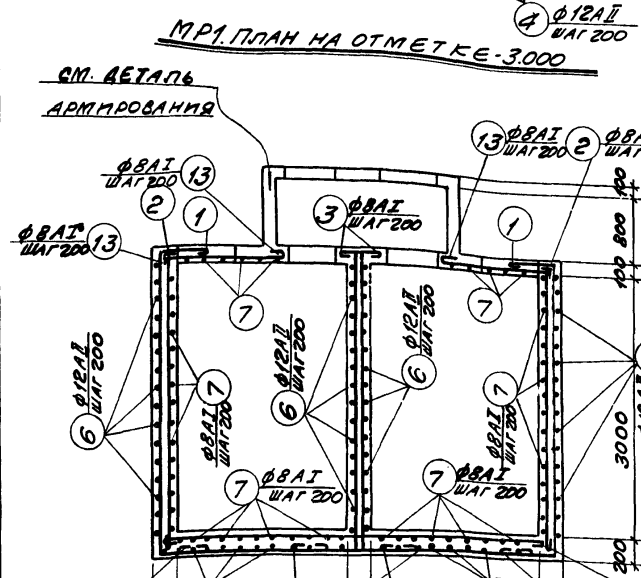 4 ф12АII
ШАГ 200
МР1. ПЛАН НА ОТМЕТКЕ-3.000
СМ. ДЕТАЛЬ
АРМИРОВАНИЯ
13 ф8АI
ШАГ 200
2
ф8АI
ШАГ 200
13
2
1
3
ф8АI
ШАГ 200
1
100
800
100
ф8АI
ШАГ 200
13
7
7
6
ф12АII
ШАГ 200
7
ф8АI
ШАГ 200
6
ф12АII
ШАГ 200
6
ф12АII
ШАГ 200
7
ф8АI
ШАГ 200
3000
7
ф8АI
ШАГ 200
7
ф8АI
ШАГ 200
200